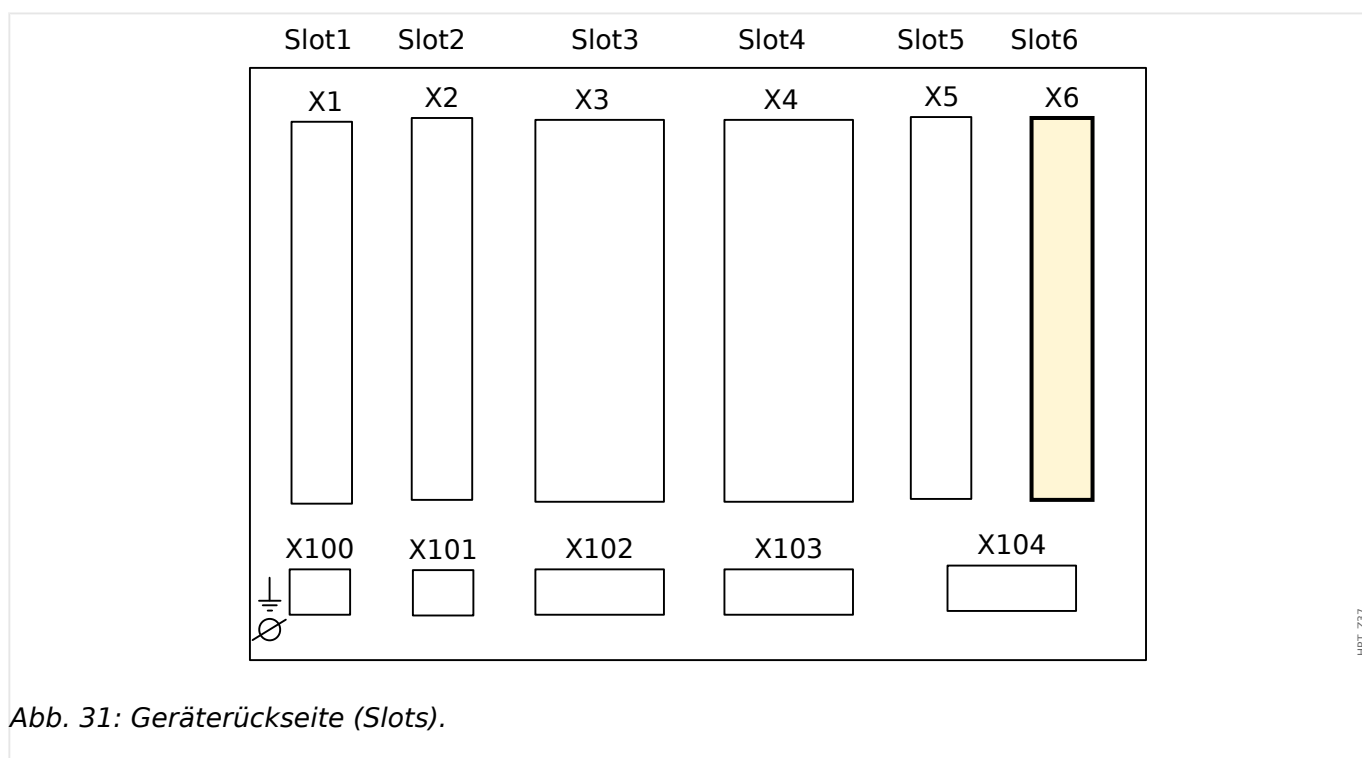 Slot1 Slot2 Slot3 Slot4 Slot5 Slot6
X1 X2 X3 X4 X5 X6
X100 X101 X102 X103 X104
Abb. 31: Geräterückseite (Slots).